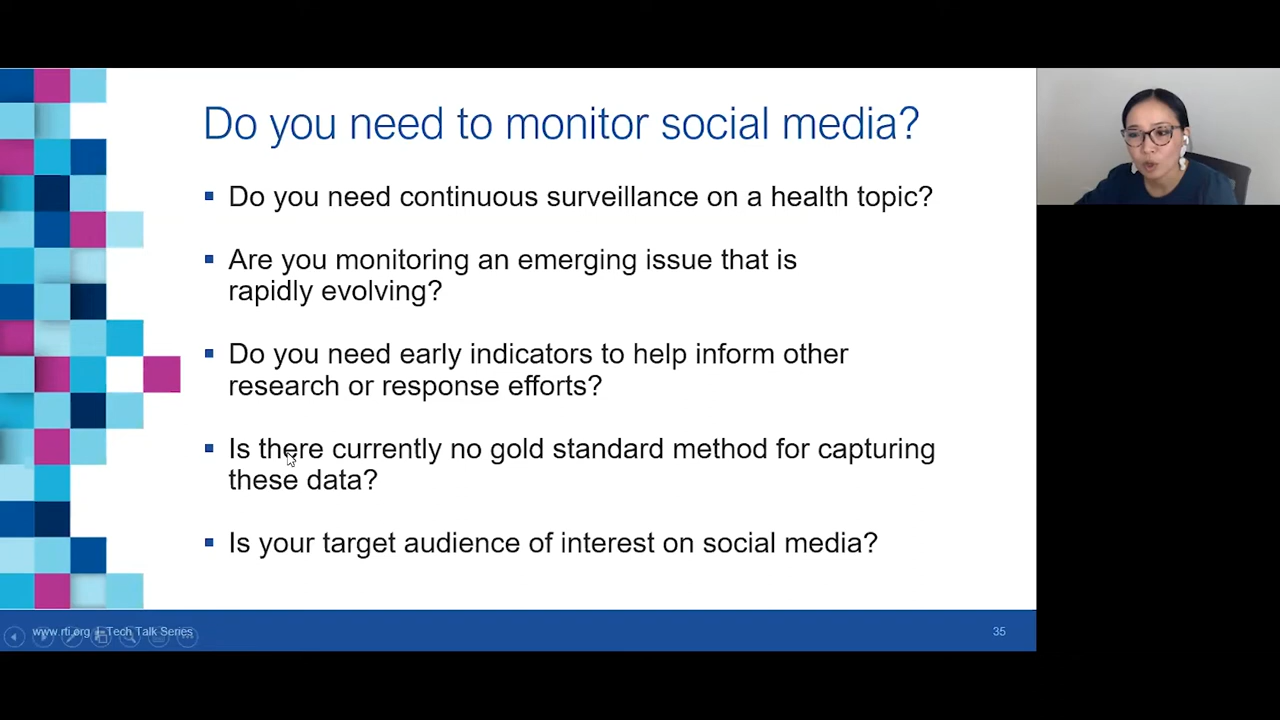 Do you need to monitor social media?
Do you need continuous surveillance on a health topic?
Are you monitoring an emerging issue that is
rapidly evolving?
Do you need early indicators to help inform other
research or response efforts?
Is there currently no gold standard method for capturing
these data?
Is your target audience of interest on social media?
www.rti.org | Tech Talk Series
35